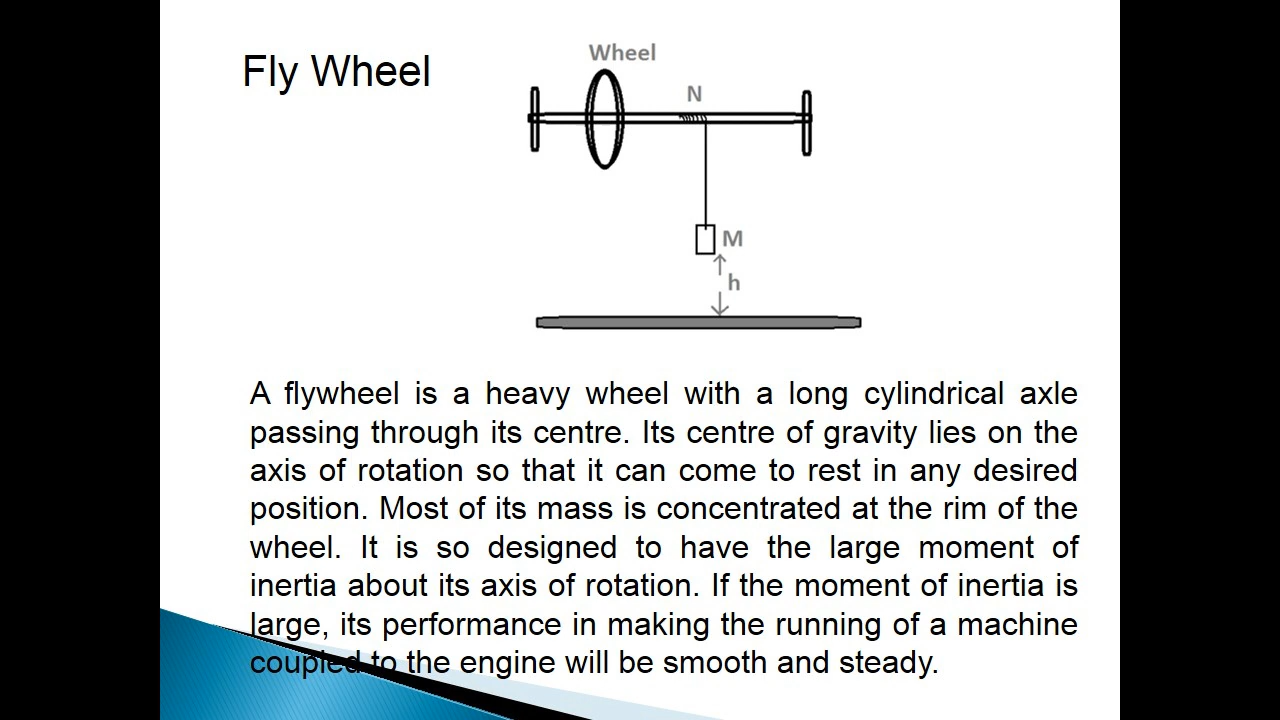 Fly Wheel
Wheel
N
M
h
A flywheel is a heavy wheel with a long cylindrical axle
passing through its centre. Its centre of gravity lies on the
axis of rotation so that it can come to rest in any desired
position. Most of its mass is concentrated at the rim of the
wheel. It is so designed to have the large moment of
inertia about its axis of rotation. If the moment of inertia is
large, its performance in making the running of a machine
coupled to the engine will be smooth and steady.